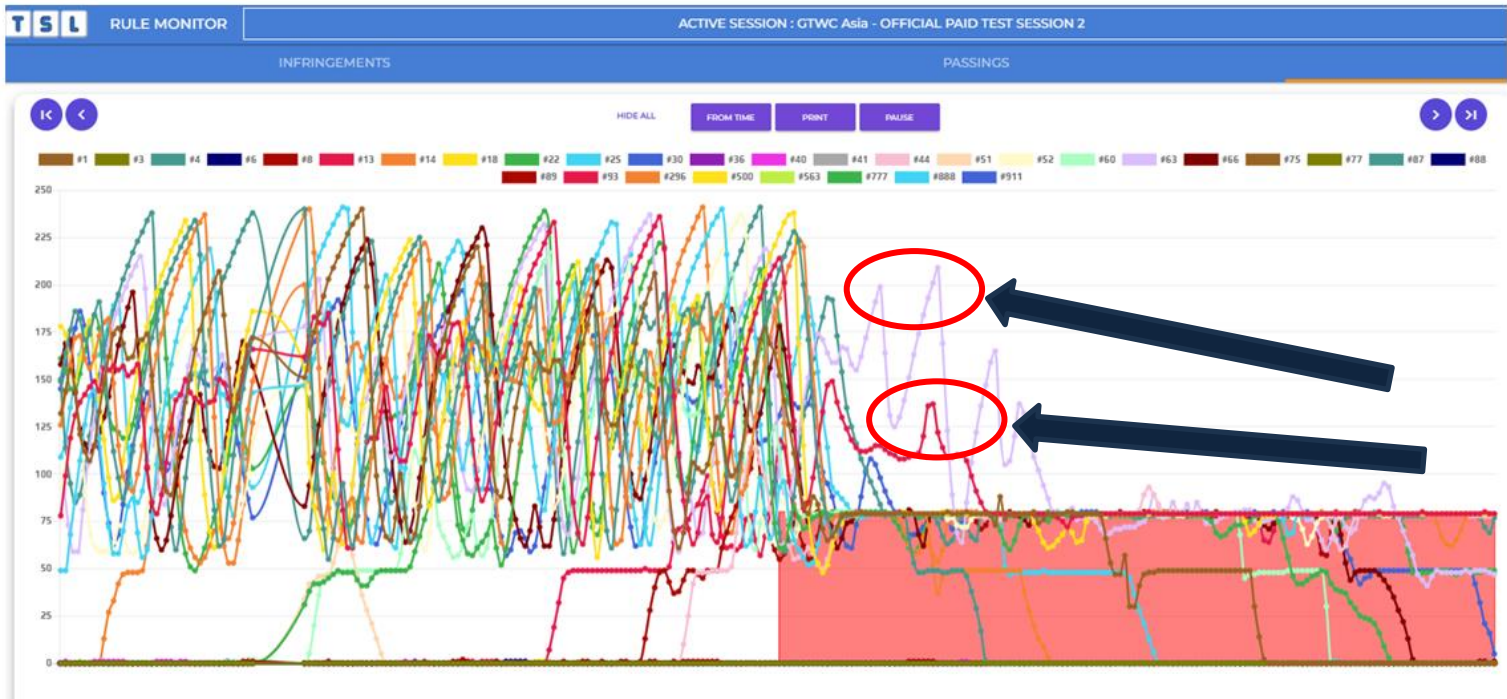 TSL RULE MONITOR ACTIVE SESSION : GTWC Asia - OFFICIAL PAID TEST SESSION 2
INFRINGEMENTS PASSINGS
HIDE ALL FROM TIME PRINT PAUSE
#1 #3 #4 #6 #8 #13 #14 #18 #22 #25 #30 #36 #40 #41 #44 #51 #52 #60 #63 #66 #75 #77 #87 #88
#89 #93 #296 #500 #563 #777 #888 #911
250
225
200
175
150
125
100
75
50
25
0